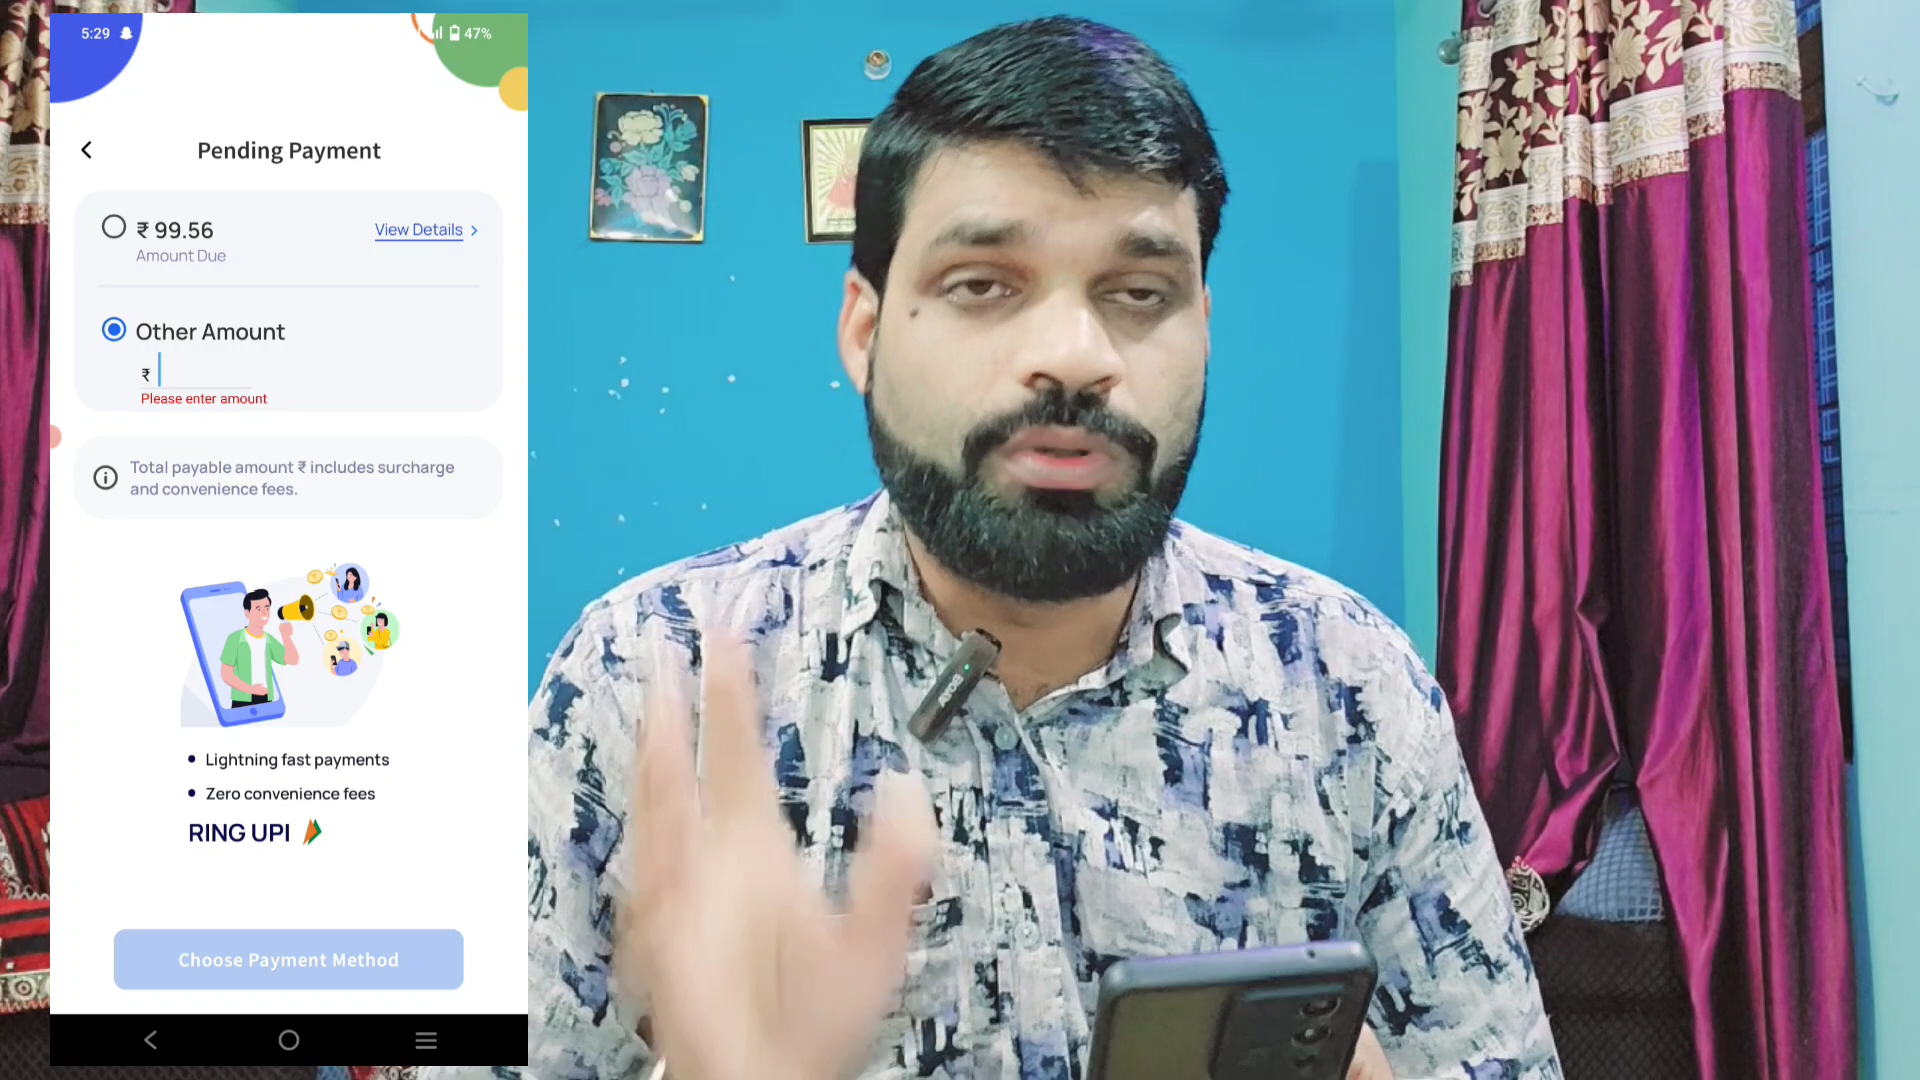 5:29
47%
Pending Payment
₹ 99.56
View Details
Amount Due
Other Amount
₹
Please enter amount
Total payable amount ₹ includes surcharge
and convenience fees.
Lightning fast payments
Zero convenience fees
RING UPI
Choose Payment Method